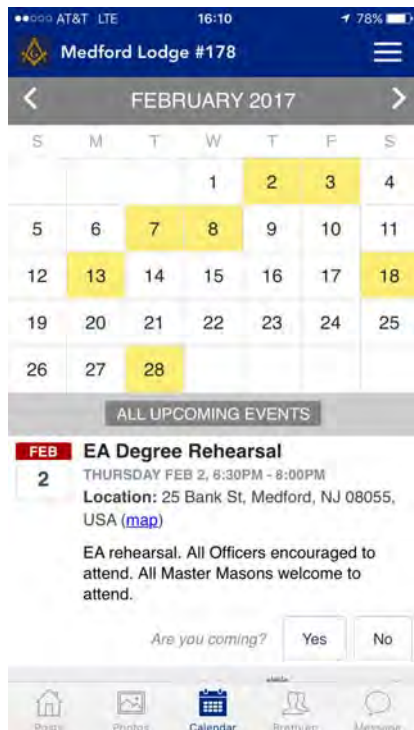 AT&T LTE 16:10 78%
Medford Lodge #178
< FEBRUARY 2017 >
S M T W T F S
1 2 3 4
5 6 7 8 9 10 11
12 13 14 15 16 17 18
19 20 21 22 23 24 25
26 27 28
ALL UPCOMING EVENTS
FEB
2
EA Degree Rehearsal
THURSDAY FEB 2, 6:30PM - 8:00PM
Location: 25 Bank St, Medford, NJ 08055,
USA (map)
EA rehearsal. All Officers encouraged to
attend. All Master Masons welcome to
attend.
Are you coming? Yes No
Posts Photos Calendar Brethren Message